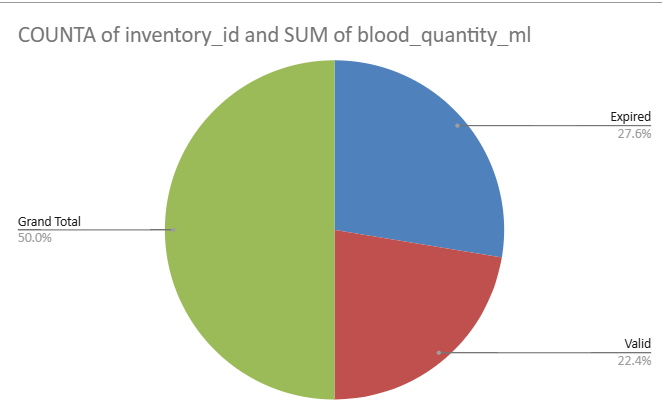 COUNTA of inventory_id and SUM of blood_quantity_ml
Expired
27.6%
Grand Total
50.0%
Valid
22.4%